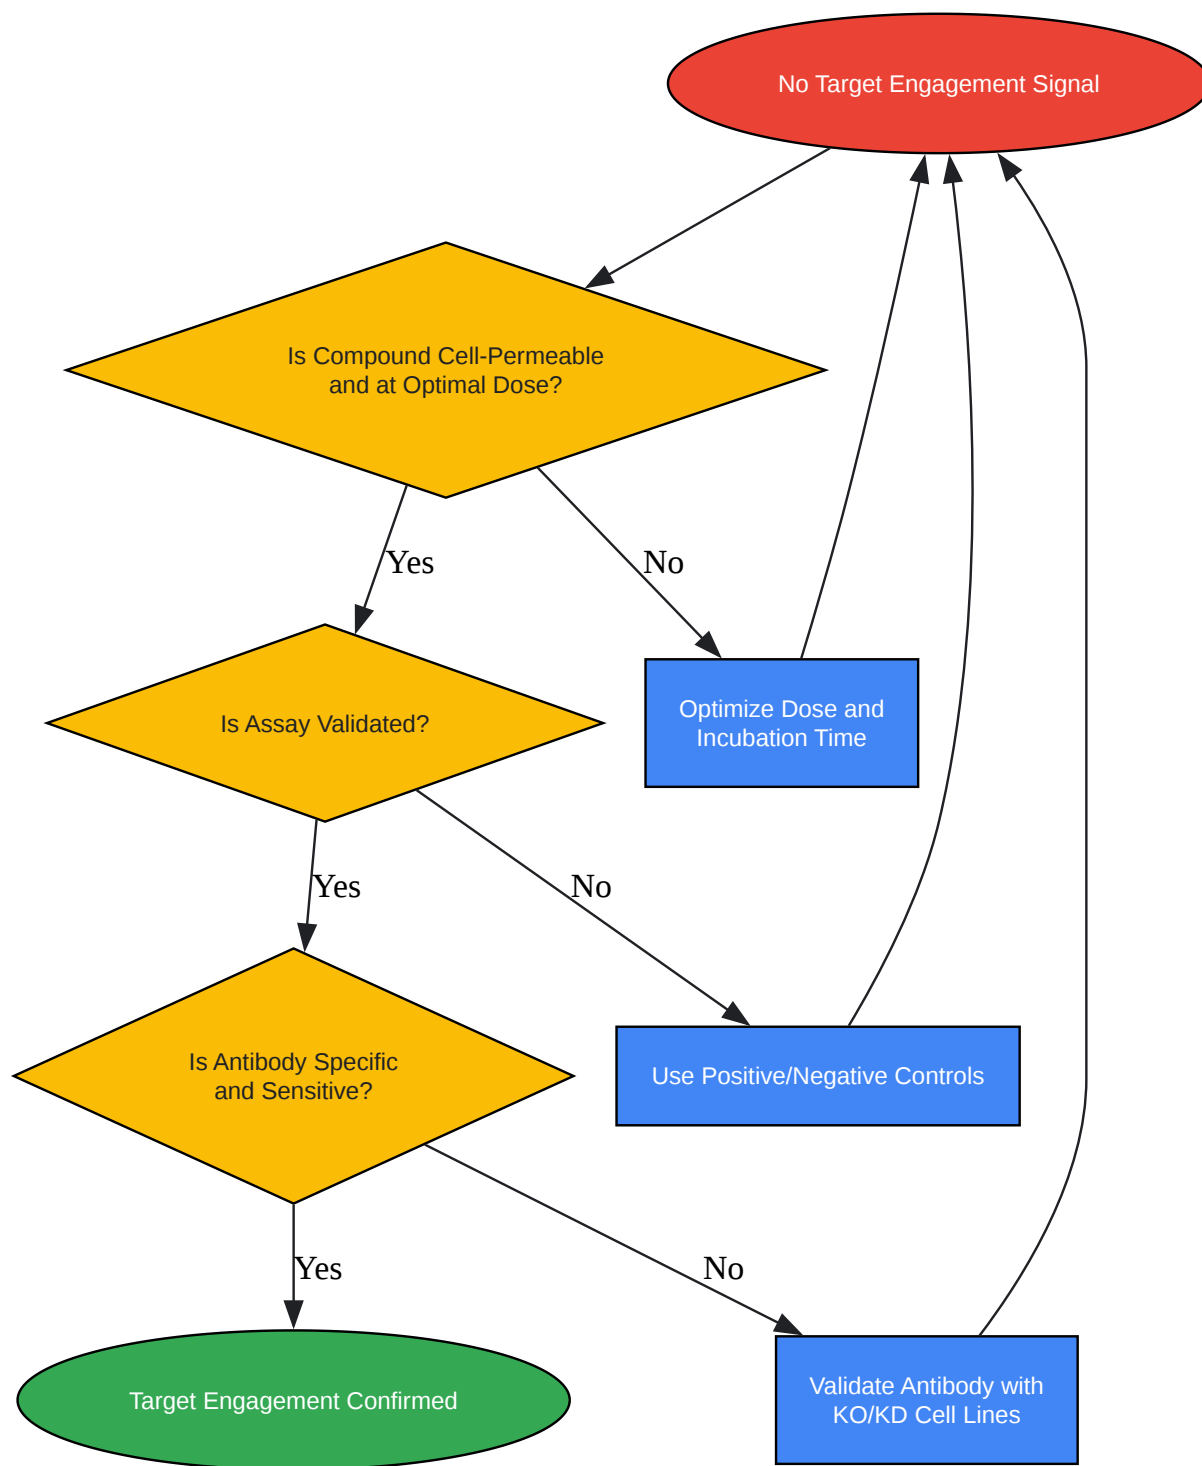 No Target Engagement Signal
Is Compound Cell-Permeable
and at Optimal Dose?
Yes
No
Is Assay Validated?
Optimize Dose and
Incubation Time
Yes
No
Is Antibody Specific
and Sensitive?
Use Positive/Negative Controls
Yes
No
Target Engagement Confirmed
Validate Antibody with
KO/KD Cell Lines